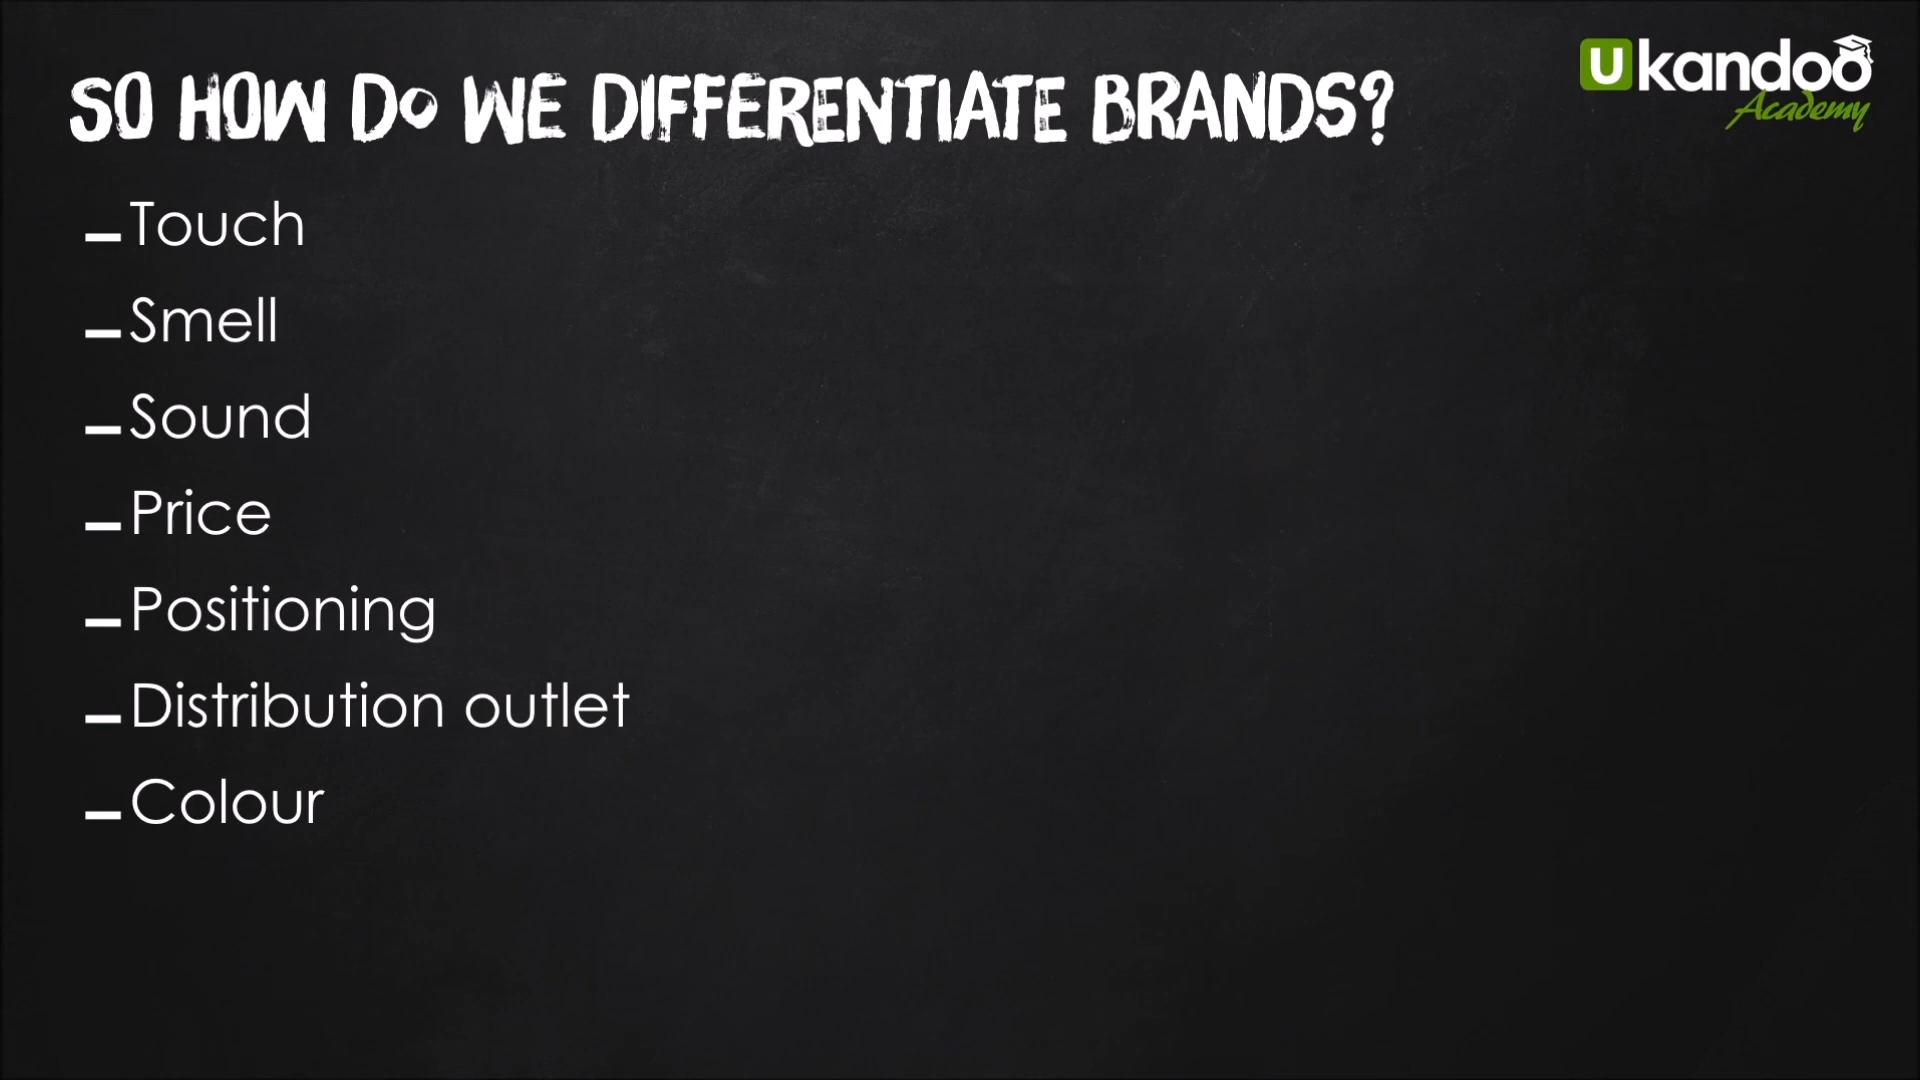 SO HOW DO WE DIFFERENTIATE BRANDS?
Ukandoo
Academy
Touch
Smell
Sound
Price
Positioning
Distribution outlet
Colour